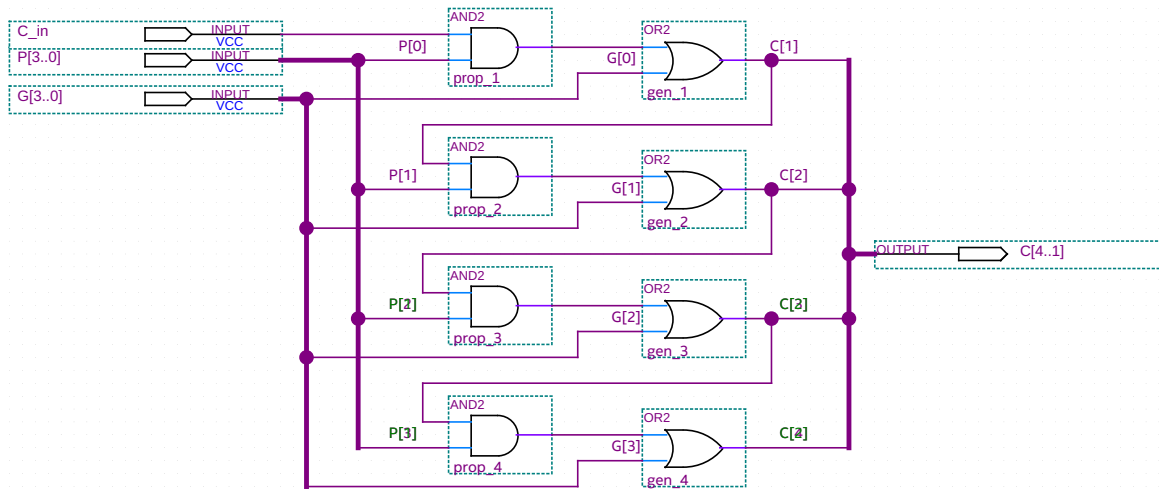 C_in
INPUT
VCC
P[3..0]
INPUT
VCC
G[3..0]
INPUT
VCC
P[0]
AND2
prop_1
G[0]
OR2
gen_1
C[1]
P[1]
AND2
prop_2
G[1]
OR2
gen_2
C[2]
AND2
prop_3
G[2]
OR2
gen_3
AND2
prop_4
G[3]
OR2
gen_4
OUTPUT
C[4..1]